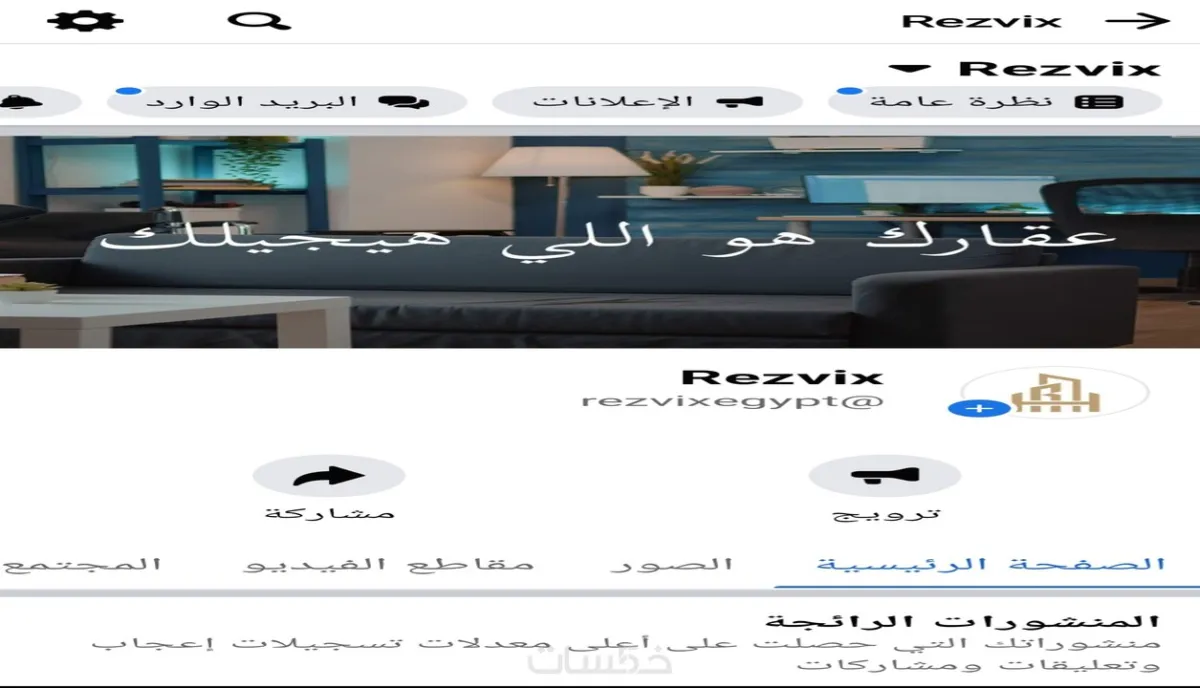 Rezvix
Rezvix
نظرة عامة
الإعلانات
البريد الوارد
عقارك هو اللي هيجيلك
Rezvix
@rezvixegypt
ترويج
مشاركة
الصفحة الرئيسية
الصور
مقاطع الفيديو
المجتمع
المنشورات الرائجة
منشوراتك التي حصلت على أعلى معدلات تسجيلات إعجاب
وتعليقات ومشاركات
خمسات